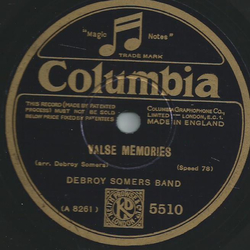 "Magic Notes"
TRADE MARK
Columbia
THIS RECORD (MADE BY PATENTED
PROCESS) MUST NOT BE SOLD
BELOW PRICE FIXED BY PATENTEES.
COLUMBIA GRAPHOPHONE CO.
LIMITED LONDON, E.C.1.
MADE IN ENGLAND
VALSE MEMORIES
(arr. Debroy Somers)
(Speed 78)
DEBROY SOMERS BAND
(A 8261)
5510